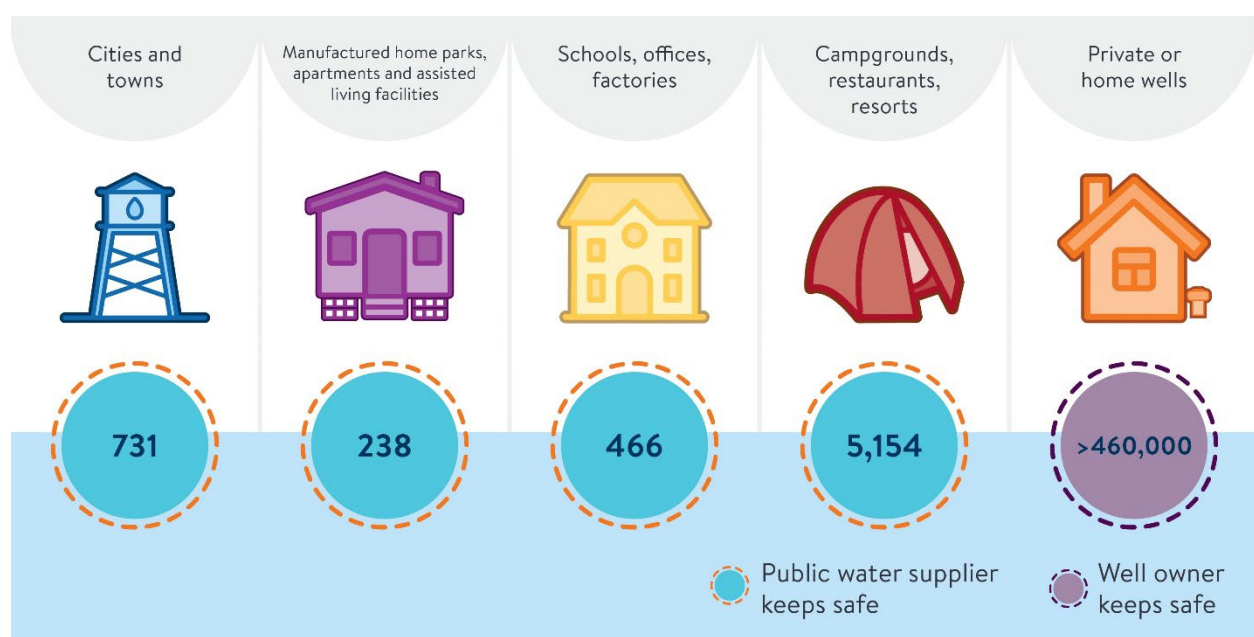 Cities and
towns
Manufactured home parks,
apartments and assisted
living facilities
Schools, offices,
factories
Campgrounds,
restaurants,
resorts
Private or
home wells
731
238
466
5,154
>460,000
Public water supplier
keeps safe
Well owner
keeps safe